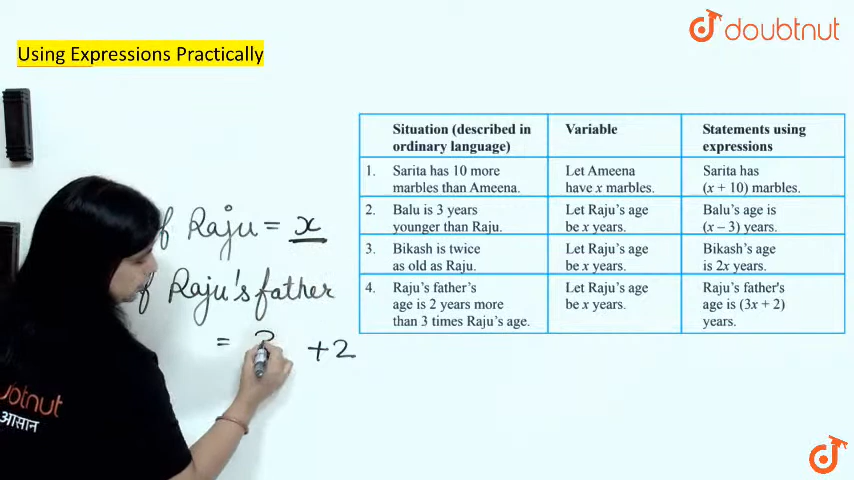 doubtnut
Using Expressions Practically
Situation (described in ordinary language)
Variable
Statements using expressions
1. Sarita has 10 more marbles than Ameena.
Let Ameena have x marbles.
Sarita has (x + 10) marbles.
2. Balu is 3 years younger than Raju.
Let Raju’s age be x years.
Balu’s age is (x – 3) years.
3. Bikash is twice as old as Raju.
Let Raju’s age be x years.
Bikash’s age is 2x years.
4. Raju’s father’s age is 2 years more than 3 times Raju’s age.
Let Raju’s age be x years.
Raju's father's age is (3x + 2) years.
Raju = x
Raju's father
= +2
आसान